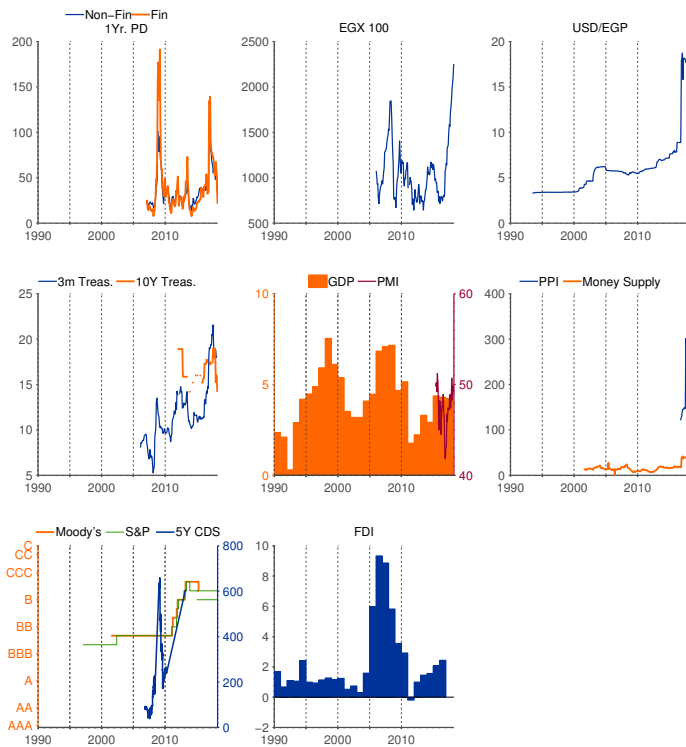 Non−Fin Fin
1Yr. PD
200
150
100
50
0
1990 2000 2010
EGX 100
2500
2000
1500
1000
500
1990 2000 2010
USD/EGP
20
15
10
5
0
1990 2000 2010
3m Treas. 10Y Treas.
25
20
15
10
5
1990 2000 2010
GDP PMI
10 60
5 50
0 40
1990 2000 2010
PPI Money Supply
400
300
200
100
0
1990 2000 2010
Moody's S&P 5Y CDS
C 800
CC
CCC
600
B
BB 400
BBB
A 200
AA
AAA 0
1990 2000 2010
FDI
10
8
6
4
2
0
−2
1990 2000 2010